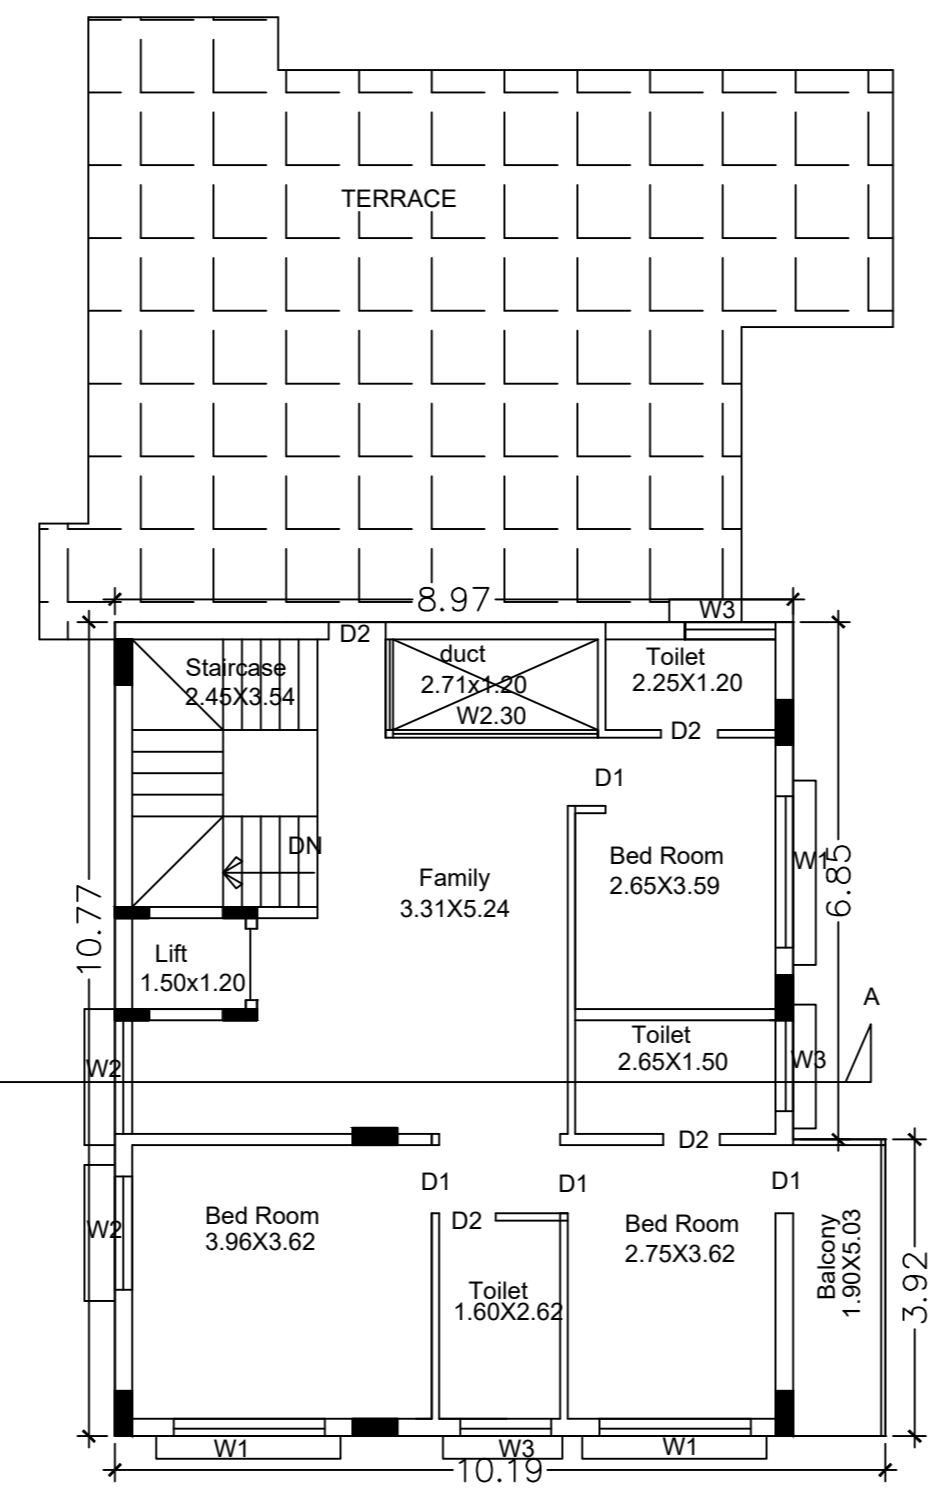 TERRACE
8.97
W3
D2
duct
2.71x1.20
W2.30
Toilet
2.25X1.20
Staircase
2.45X3.54
D2
D1
DN
Family
3.31X5.24
Bed Room
2.65X3.59
W1
6.85
10.77
Lift
1.50x1.20
A
Toilet
2.65X1.50
W3
W2
D2
D1
D1
D1
Bed Room
3.96X3.62
D2
Bed Room
2.75X3.62
W2
Toilet
1.60X2.62
Balcony
1.90X5.03
3.92
W1
W3
W1
10.19